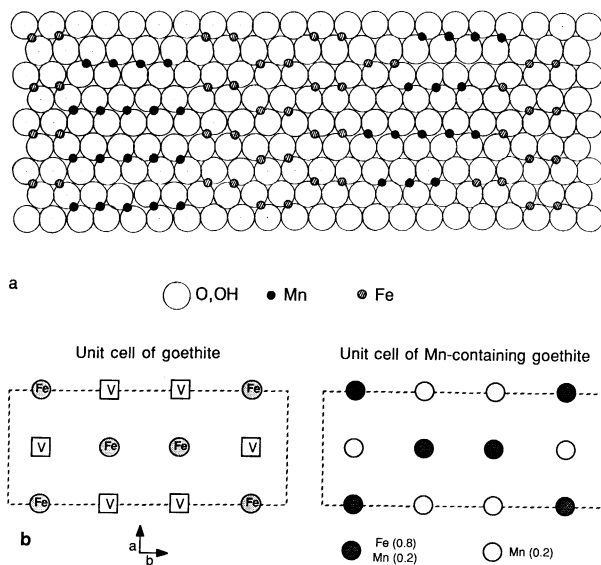 a
O,OH Mn Fe
Unit cell of goethite
Unit cell of Mn-containing goethite
Fe V V Fe
V Fe Fe V
Fe V V Fe
b
a
b
Fe (0.8)
Mn (0.2)
Mn (0.2)